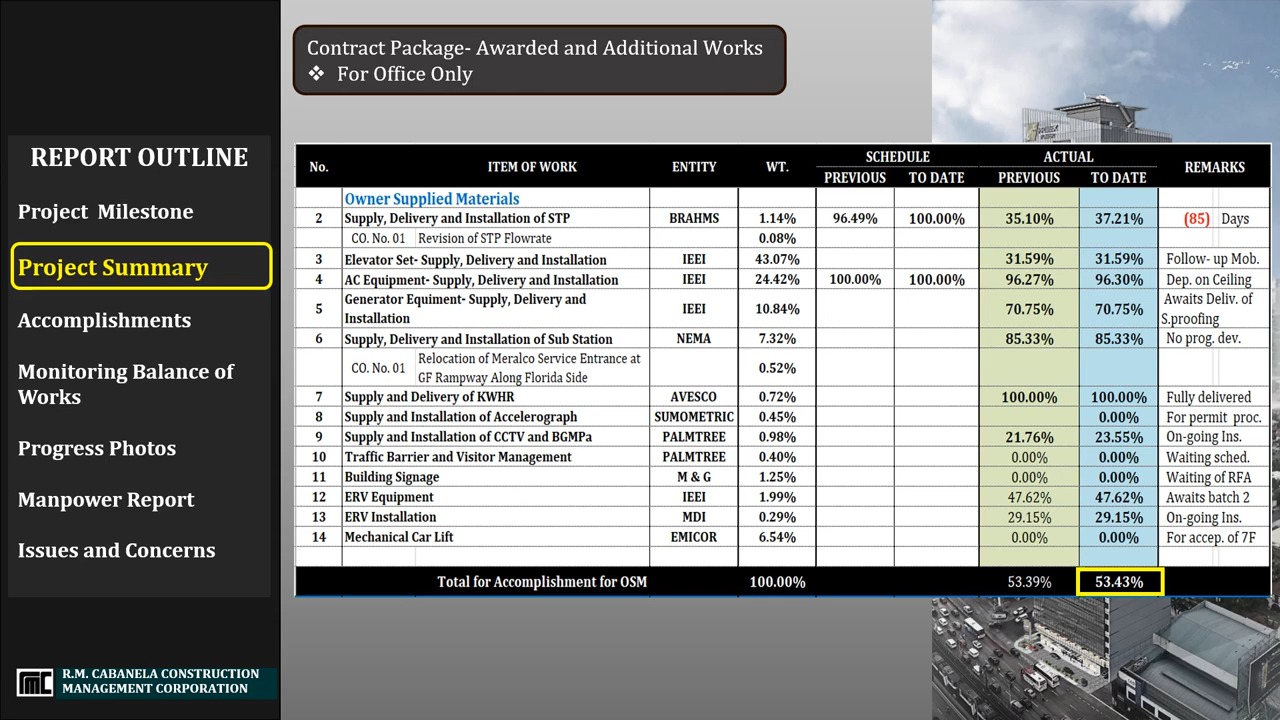 Contract Package- Awarded and Additional Works
❖ For Office Only
REPORT OUTLINE
Project Milestone
Project Summary
Accomplishments
Monitoring Balance of
Works
Progress Photos
Manpower Report
Issues and Concerns
R.M. CABANELA CONSTRUCTION
MANAGEMENT CORPORATION
No. ITEM OF WORK ENTITY WT. SCHEDULE ACTUAL REMARKS
PREVIOUS TO DATE PREVIOUS TO DATE
Owner Supplied Materials
2 Supply, Delivery and Installation of STP BRAHMS 1.14% 96.49% 100.00% 35.10% 37.21% (85) Days
CO. No. 01 Revision of STP Flowrate 0.08%
3 Elevator Set- Supply, Delivery and Installation IEEI 43.07% 31.59% 31.59% Follow- up Mob.
4 AC Equipment- Supply, Delivery and Installation IEEI 24.42% 100.00% 100.00% 96.27% 96.30% Dep. on Ceiling
5 Generator Equiment- Supply, Delivery and
Installation IEEI 10.84% 70.75% 70.75% Awaits Deliv. of
S.proofing
6 Supply, Delivery and Installation of Sub Station NEMA 7.32% 85.33% 85.33% No prog. dev.
CO. No. 01 Relocation of Meralco Service Entrance at
GF Rampway Along Florida Side 0.52%
7 Supply and Delivery of KWHR AVESCO 0.72% 100.00% 100.00% Fully delivered
8 Supply and Installation of Accelerograph SUMOMETRIC 0.45% 0.00% For permit proc.
9 Supply and Installation of CCTV and BGMPa PALMTREE 0.98% 21.76% 23.55% On-going Ins.
10 Traffic Barrier and Visitor Management PALMTREE 0.40% 0.00% 0.00% Waiting sched.
11 Building Signage M & G 1.25% 0.00% 0.00% Waiting of RFA
12 ERV Equipment IEEI 1.99% 47.62% 47.62% Awaits batch 2
13 ERV Installation MDI 0.29% 29.15% 29.15% On-going Ins.
14 Mechanical Car Lift EMICOR 6.54% 0.00% 0.00% For accep. of 7F
Total for Accomplishment for OSM 100.00% 53.39% 53.43%